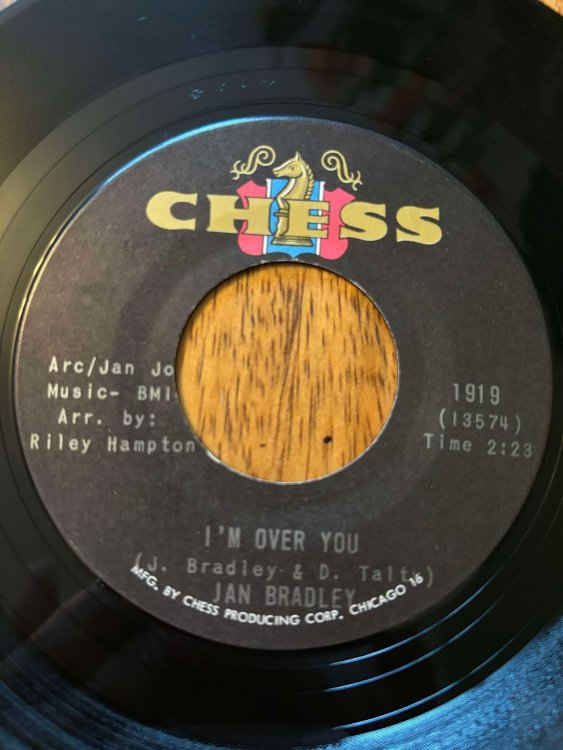 CHESS
Arc/Jan Jo
Music- BMI
Arr. by:
Riley Hampton
1919
(13574)
Time 2:23
I'M OVER YOU
(J. Bradley & D. Talty)
JAN BRADLEY
MFG. BY CHESS PRODUCING CORP. CHICAGO 16